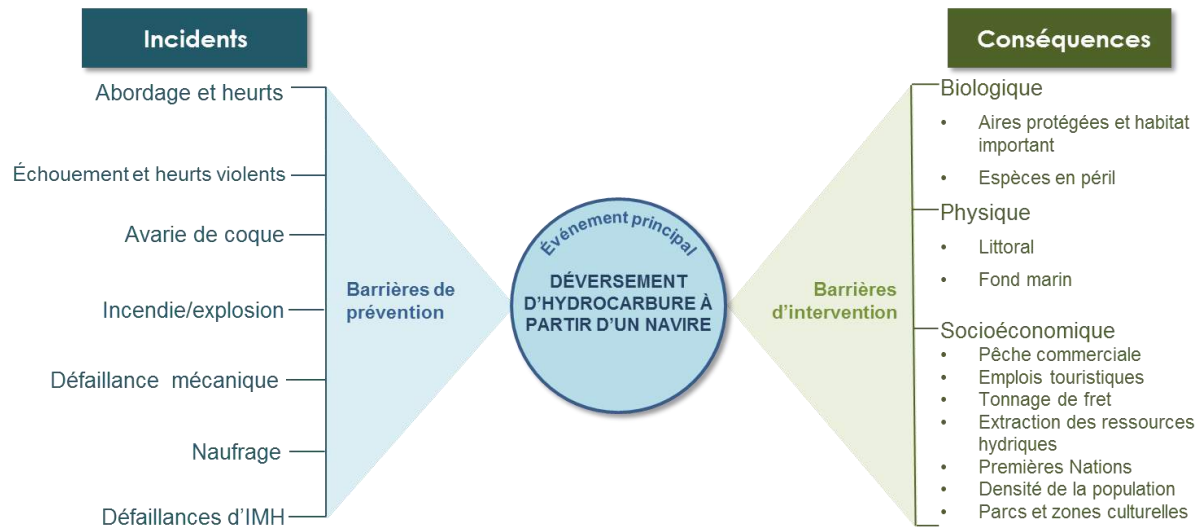 Incidents
Abordage et heurts
Échouement et heurts violents
Avarie de coque
Incendie/explosion
Défaillance mécanique
Naufrage
Défaillances d'IMH
Barrières de
prévention
Événement principal
DÉVERSEMENT
D'HYDROCARBURE À
PARTIR D'UN NAVIRE
Barrières
d'intervention
Conséquences
Biologique
• Aires protégées et habitat
important
• Espèces en péril
Physique
• Littoral
• Fond marin
Socioéconomique
• Pêche commerciale
• Emplois touristiques
• Tonnage de fret
• Extraction des ressources
hydriques
• Premières Nations
• Densité de la population
• Parcs et zones culturelles